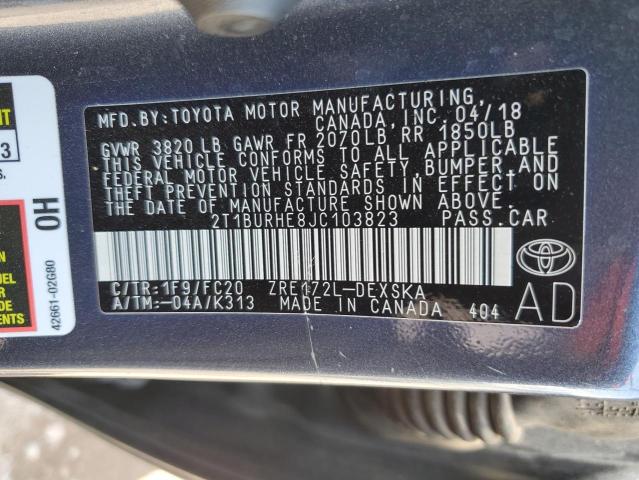 MFD.BY:TOYOTA MOTOR MANUFACTURING,
CANADA, INC. 04/18
GVWR 3820 LB GAWR FR 2070LB, RR 1850LB
THIS VEHICLE CONFORMS TO ALL APPLICABLE
FEDERAL MOTOR VEHICLE SAFETY, BUMPER, AND
THEFT PREVENTION STANDARDS IN EFFECT ON
THE DATE OF MANUFACTURE SHOWN ABOVE.
2T1BURHE8JC103823 PASS.CAR
C/TR:1F9/FC20 ZRE172L-DEXSKA
A/TM:-04A/K313 MADE IN CANADA 404
AD
OH
42661-02G80
3
S.